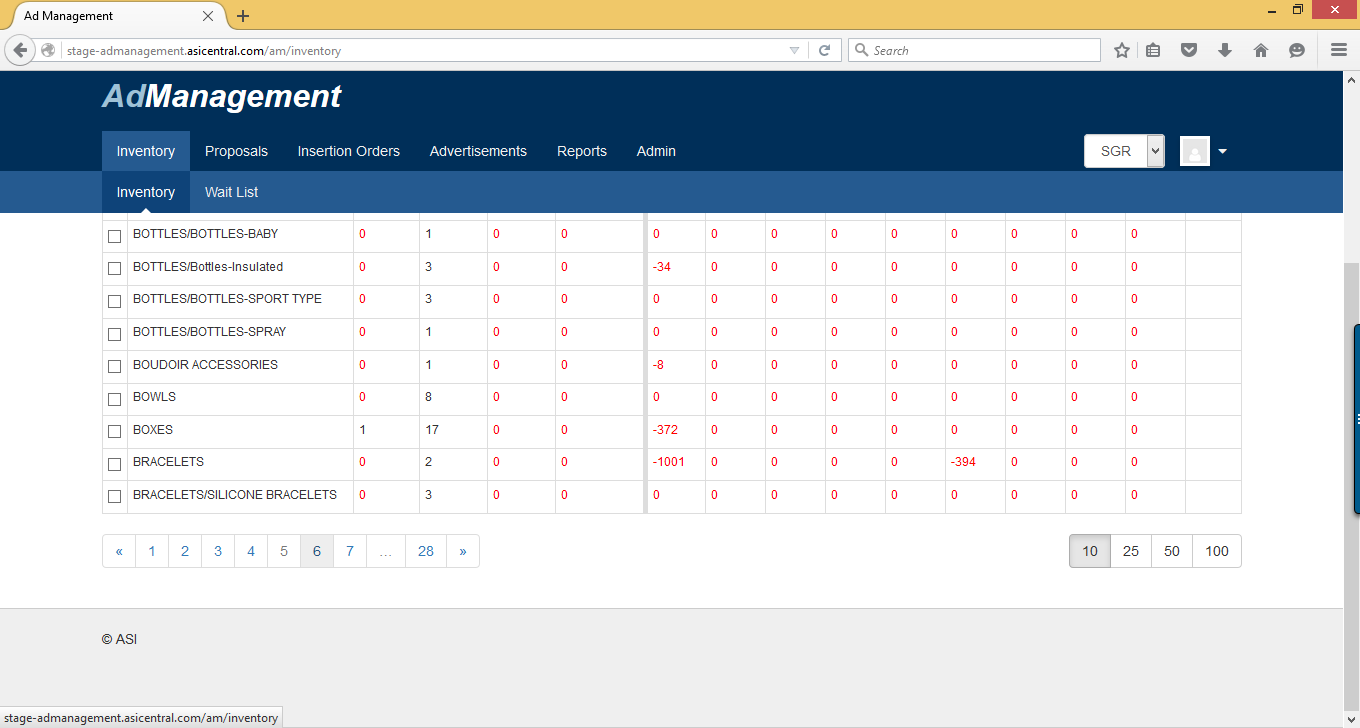 Ad Management
stage-admanagement.asicentral.com/am/inventory
Search
AdManagement
Inventory Proposals Insertion Orders Advertisements Reports Admin SGR
Inventory Wait List
BOTTLES/BOTTLES-BABY 0 1 0 0 0 0 0 0 0 0 0 0 0
BOTTLES/Bottles-Insulated 0 3 0 0 -34 0 0 0 0 0 0 0 0
BOTTLES/BOTTLES-SPORT TYPE 0 3 0 0 0 0 0 0 0 0 0 0 0
BOTTLES/BOTTLES-SPRAY 0 1 0 0 0 0 0 0 0 0 0 0 0
BOUDOIR ACCESSORIES 0 1 0 0 -8 0 0 0 0 0 0 0 0
BOWLS 0 8 0 0 0 0 0 0 0 0 0 0 0
BOXES 1 17 0 0 -372 0 0 0 0 0 0 0 0
BRACELETS 0 2 0 0 -1001 0 0 0 0 -394 0 0 0
BRACELETS/SILICONE BRACELETS 0 3 0 0 0 0 0 0 0 0 0 0 0
« 1 2 3 4 5 6 7 ... 28 » 10 25 50 100
© ASI
stage-admanagement.asicentral.com/am/inventory